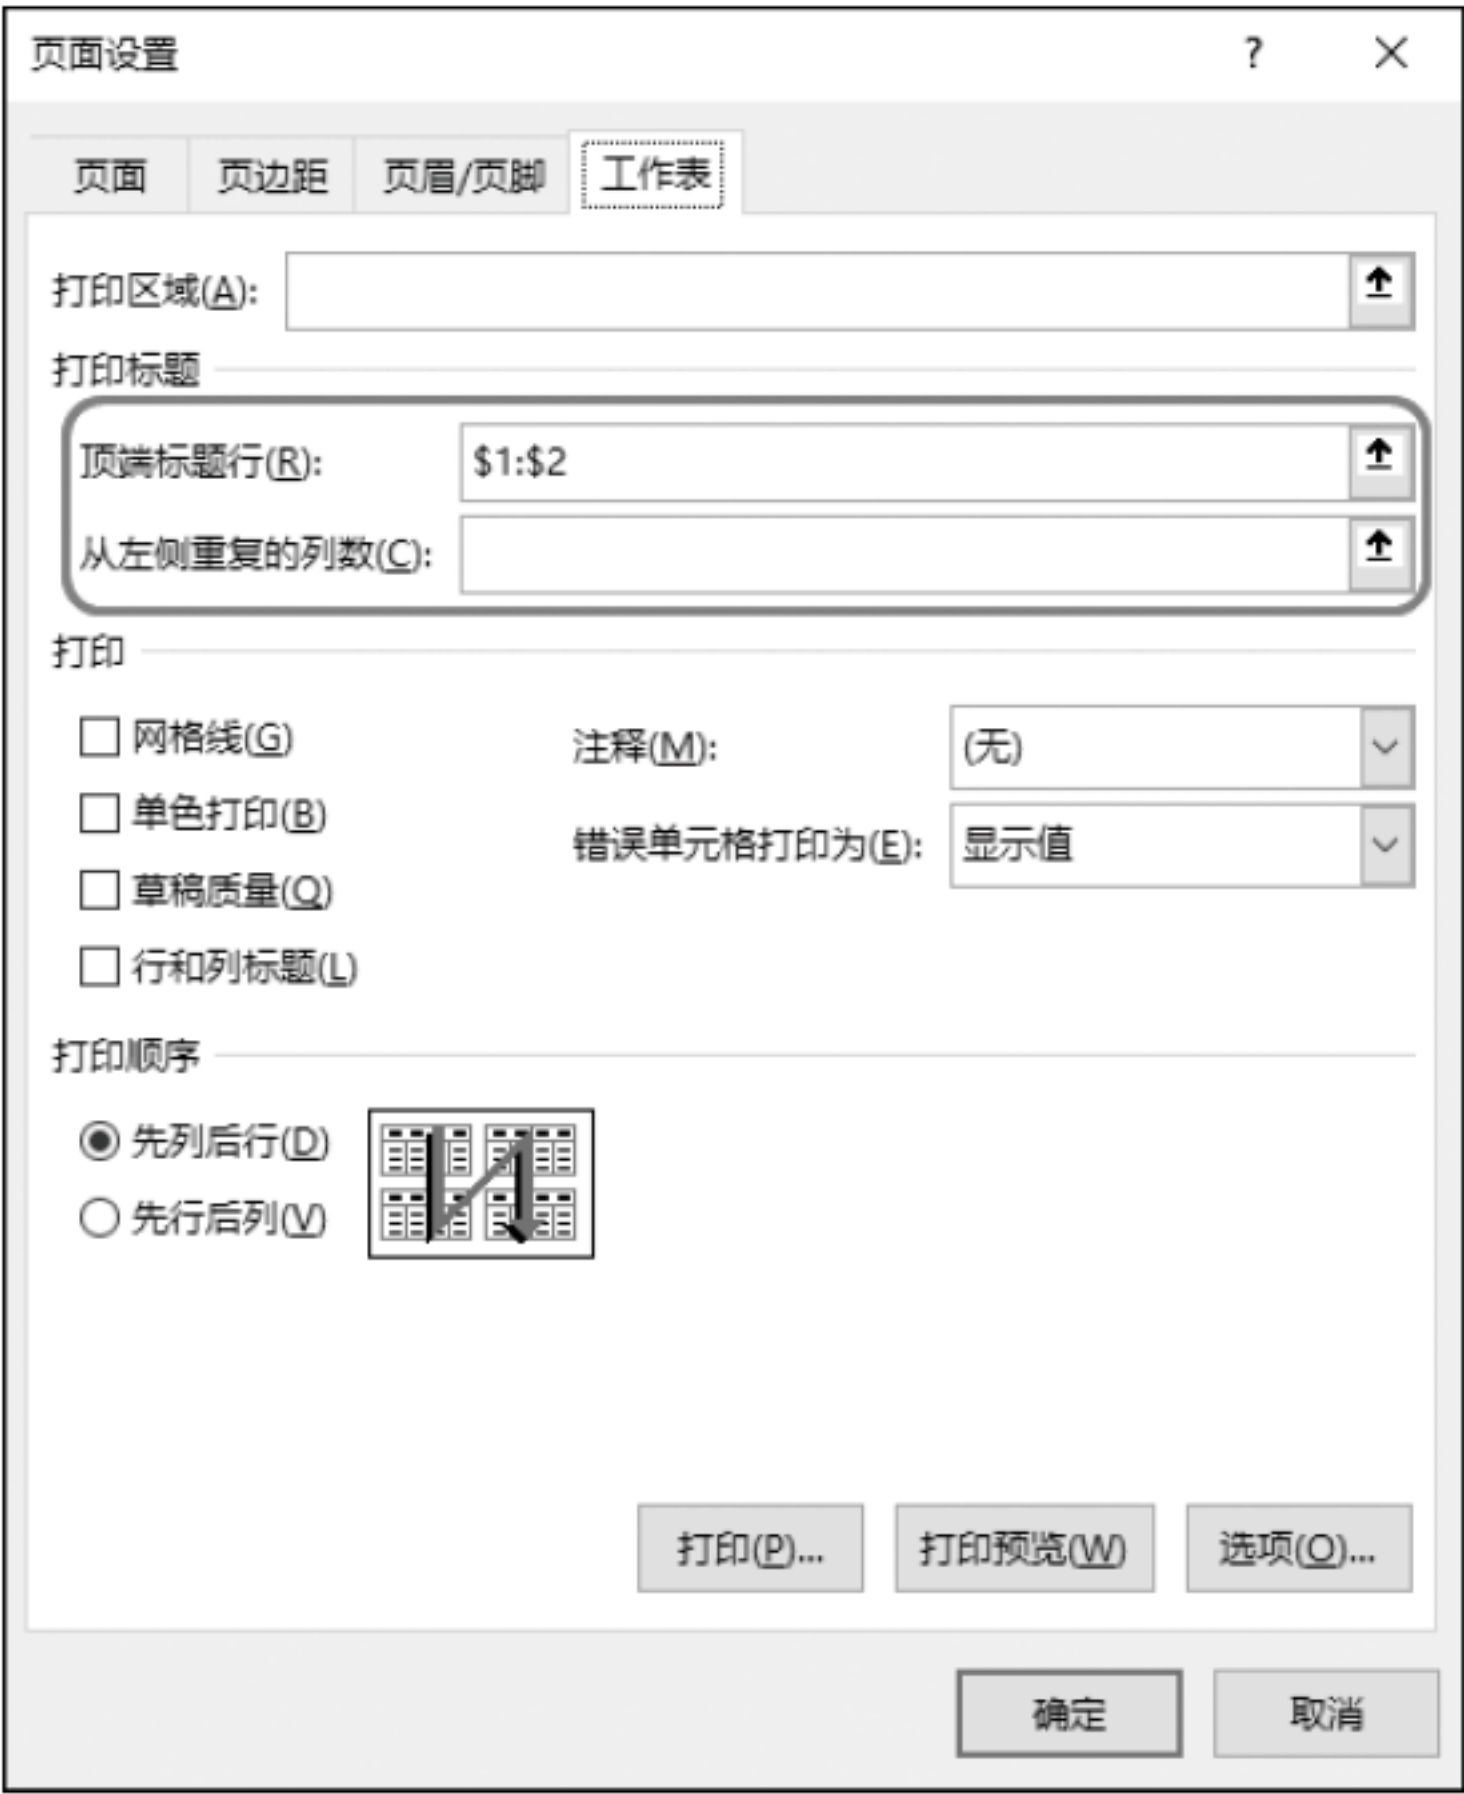 页面设置 ?
页面 页边距 页眉/页脚 工作表
打印区域(A):
打印标题
顶端标题行(R): $1:$2
从左侧重复的列数(C):
打印
网格线(G) 注释(M): (无)
单色打印(B)
错误单元格打印为(E): 显示值
草稿质量(Q)
行和列标题(L)
打印顺序
先列后行(D)
先行后列(V)
打印(P)... 打印预览(W) 选项(O)...
确定 取消